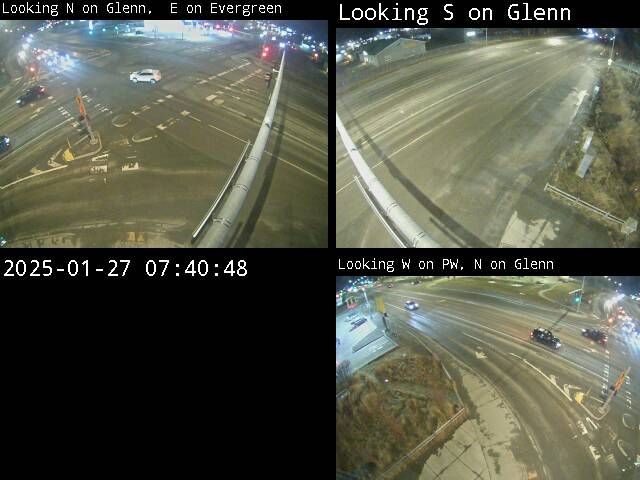 Looking N on Glenn,  E on Evergreen
Looking S on Glenn
2025-01-27 07:40:48
Looking W on PW, N on Glenn